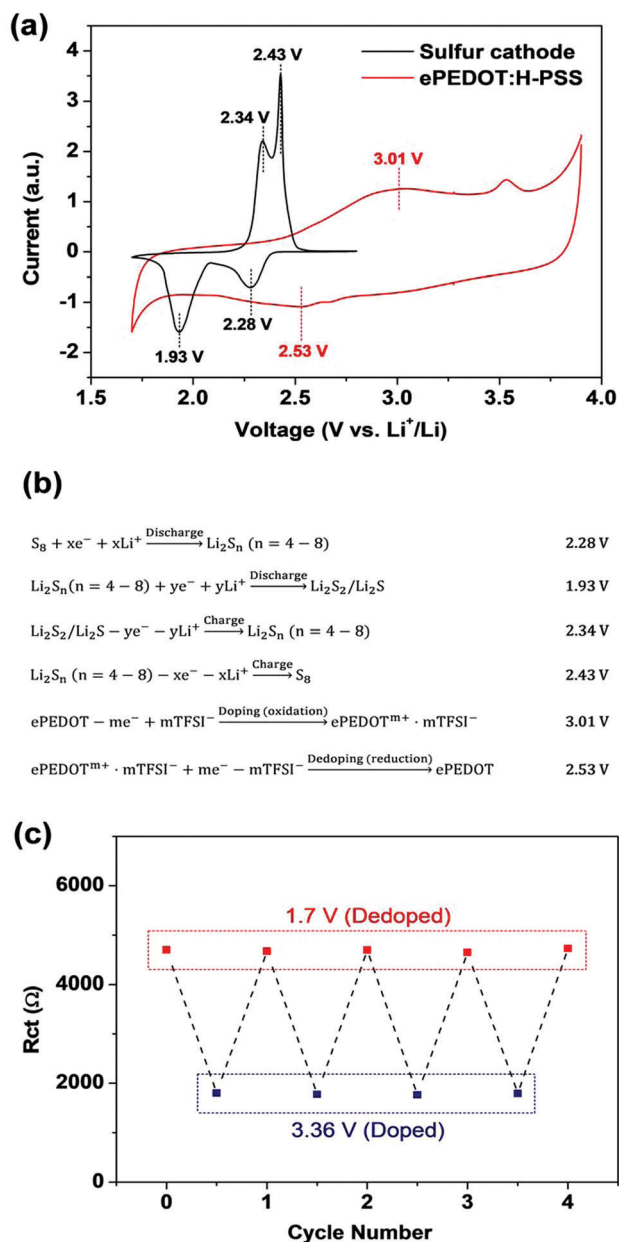 (a)
Sulfur cathode
ePEDOT:H-PSS
2.43 V
2.34 V
3.01 V
2.28 V
1.93 V
2.53 V
4
3
2
1
0
-1
-2
Current (a.u.)
1.5 2.0 2.5 3.0 3.5 4.0
Voltage (V vs. Li⁺/Li)
(b)
S₈ + xe⁻ + xLi⁺ —Discharge→ Li₂Sₙ (n = 4 − 8) 2.28 V
Li₂Sₙ(n = 4 − 8) + ye⁻ + yLi⁺ —Discharge→ Li₂S₂/Li₂S 1.93 V
Li₂S₂/Li₂S − ye⁻ − yLi⁺ —Charge→ Li₂Sₙ (n = 4 − 8) 2.34 V
Li₂Sₙ (n = 4 − 8) − xe⁻ − xLi⁺ —Charge→ S₈ 2.43 V
ePEDOT − me⁻ + mTFSI⁻ —Doping (oxidation)→ ePEDOTᵐ⁺ · mTFSI⁻ 3.01 V
ePEDOTᵐ⁺ · mTFSI⁻ + me⁻ − mTFSI⁻ —Dedoping (reduction)→ ePEDOT 2.53 V
(c)
6000
4000
2000
0
Rct (Ω)
1.7 V (Dedoped)
3.36 V (Doped)
0 1 2 3 4
Cycle Number